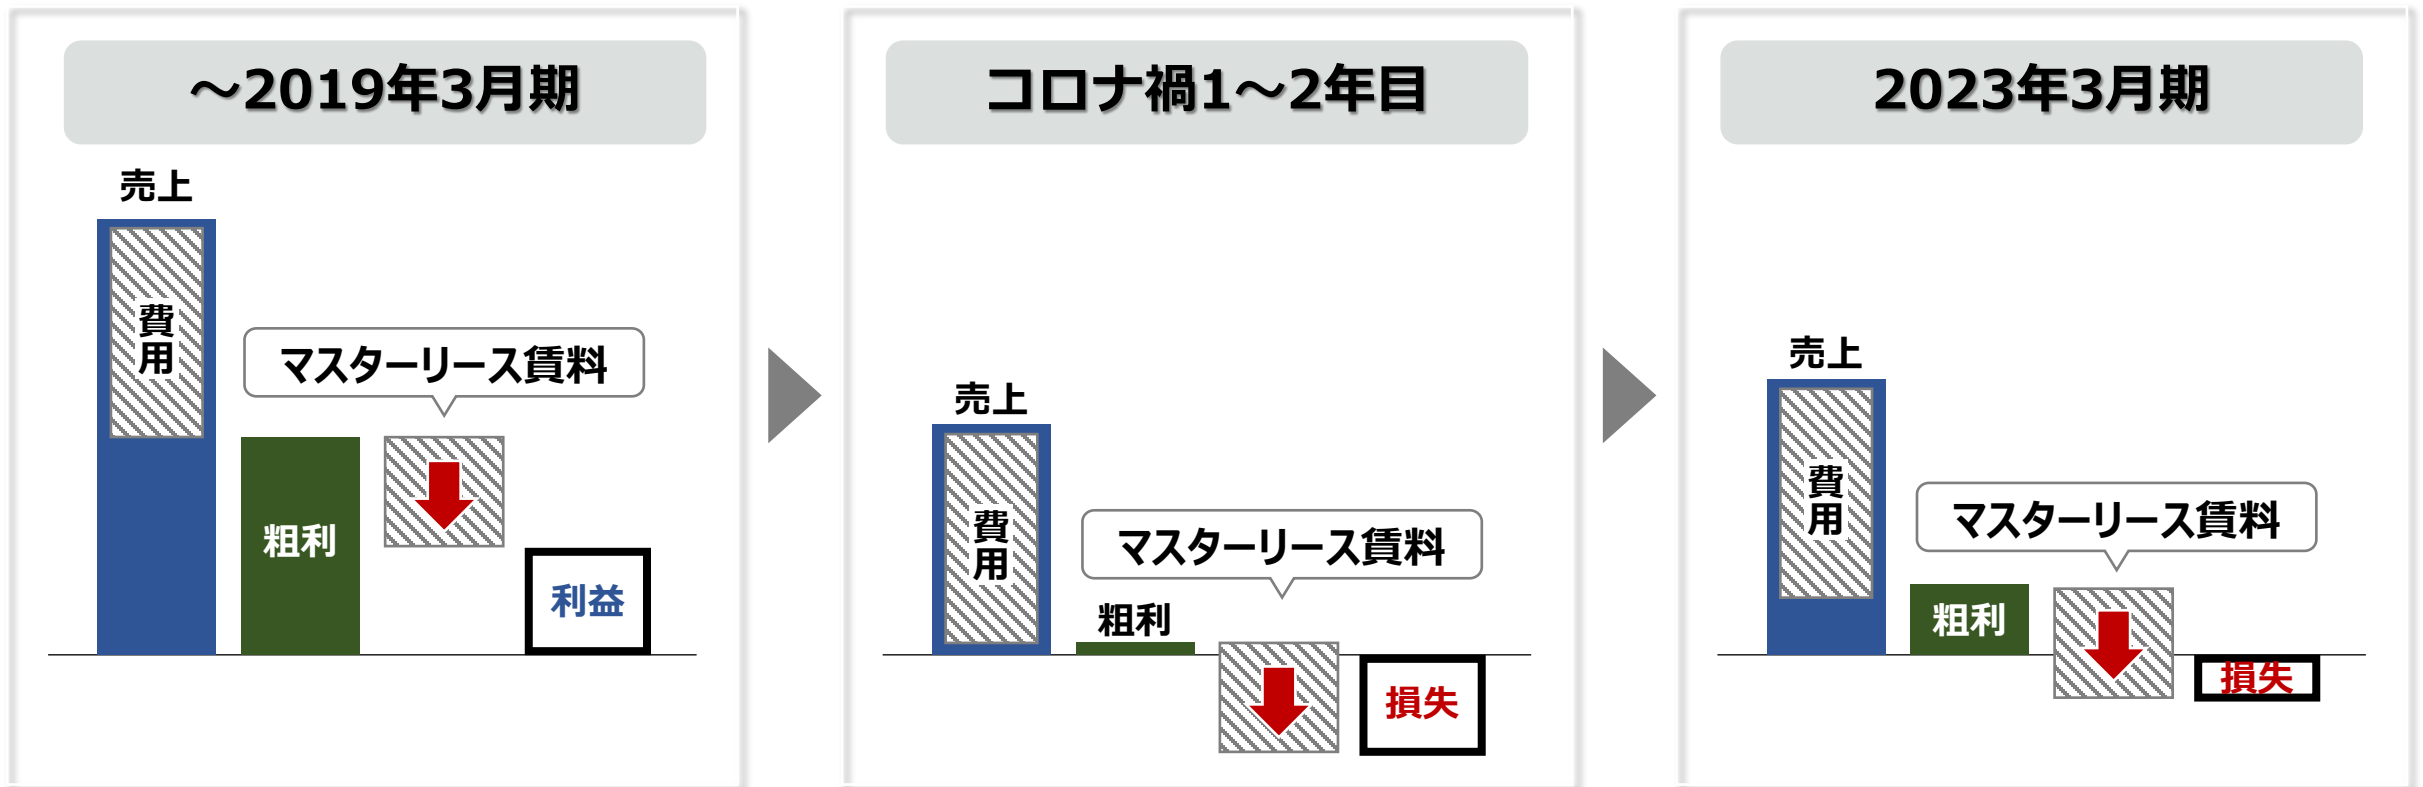 ～2019年3月期
売上
費用
マスターリース賃料
粗利
利益
コロナ禍1～2年目
売上
費用
マスターリース賃料
粗利
損失
2023年3月期
売上
費用
マスターリース賃料
粗利
損失